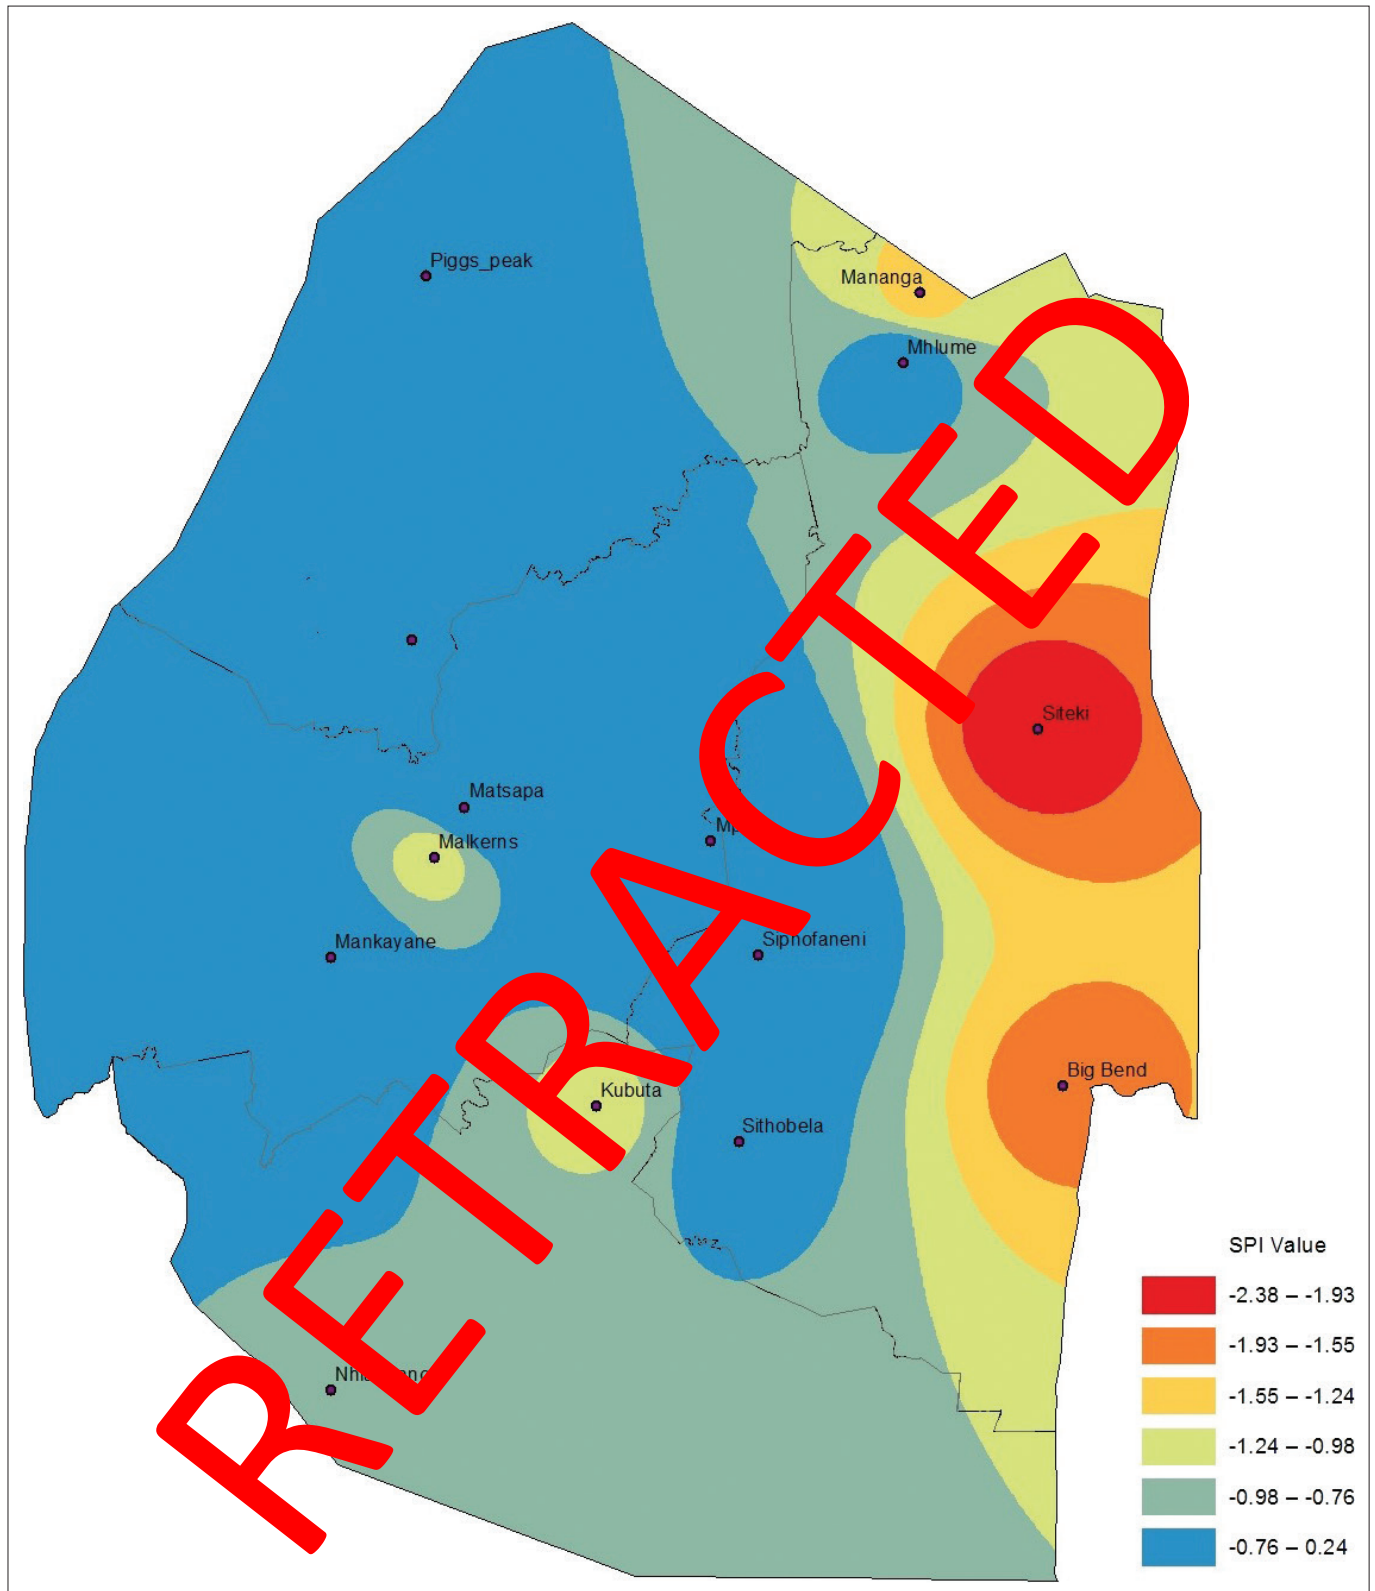 Piggs_peak
Mananga
Mhlume
Siteki
Matsapa
Malkerns
Mankayane
Siphofaneni
Big Bend
Kubuta
Sithobela
RETRACTED
SPI Value
-2.38 – -1.93
-1.93 – -1.55
-1.55 – -1.24
-1.24 – -0.98
-0.98 – -0.76
-0.76 – 0.24